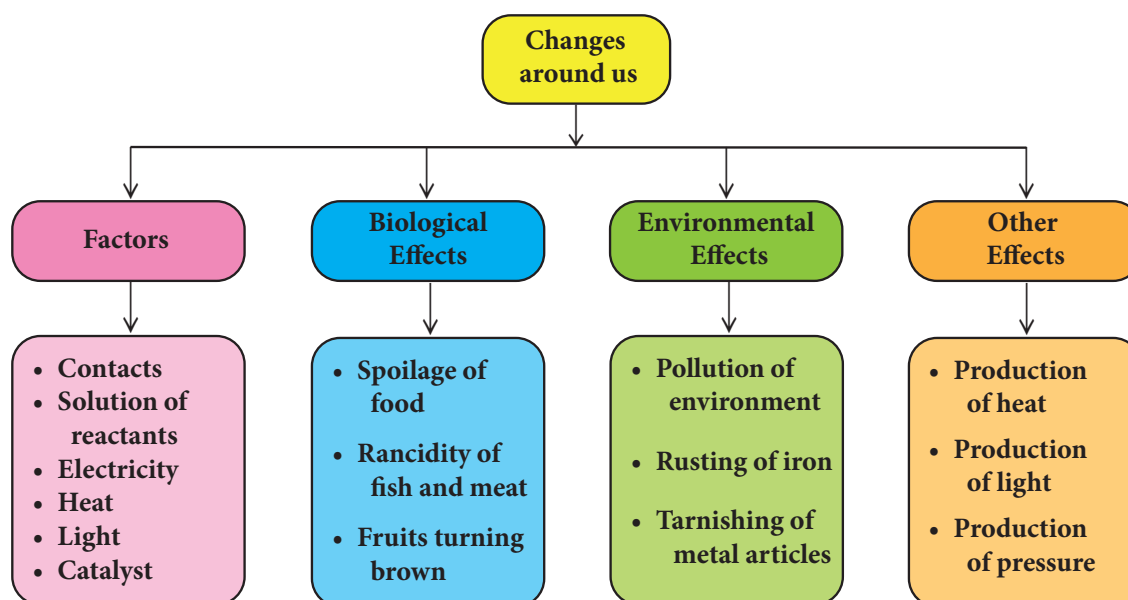 Changes
around us
Factors
Biological
Effects
Environmental
Effects
Other
Effects
• Contacts
• Solution of
reactants
• Electricity
• Heat
• Light
• Catalyst
• Spoilage of
food
• Rancidity of
fish and meat
• Fruits turning
brown
• Pollution of
environment
• Rusting of iron
• Tarnishing of
metal articles
• Production
of heat
• Production
of light
• Production
of pressure